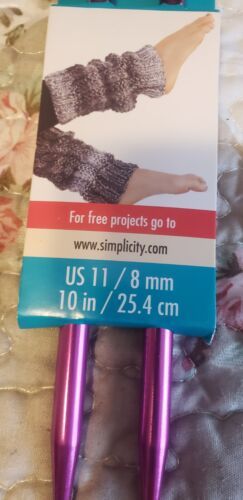 For free projects go to
www.simplicity.com
US 11 / 8 mm
10 in / 25.4 cm